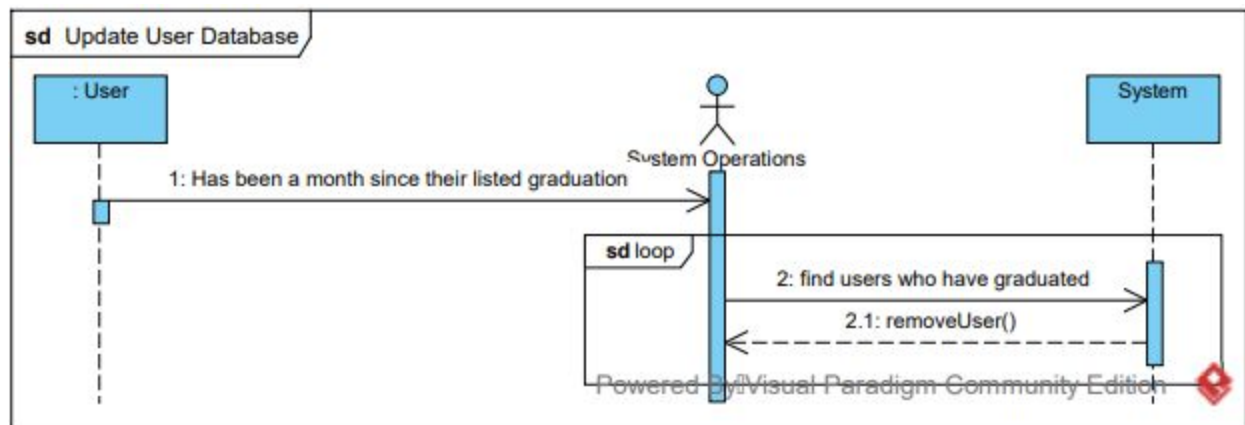 sd Update User Database
: User
System
System Operations
1: Has been a month since their listed graduation
sd loop
2: find users who have graduated
2.1: removeUser()
Powered By Visual Paradigm Community Edition